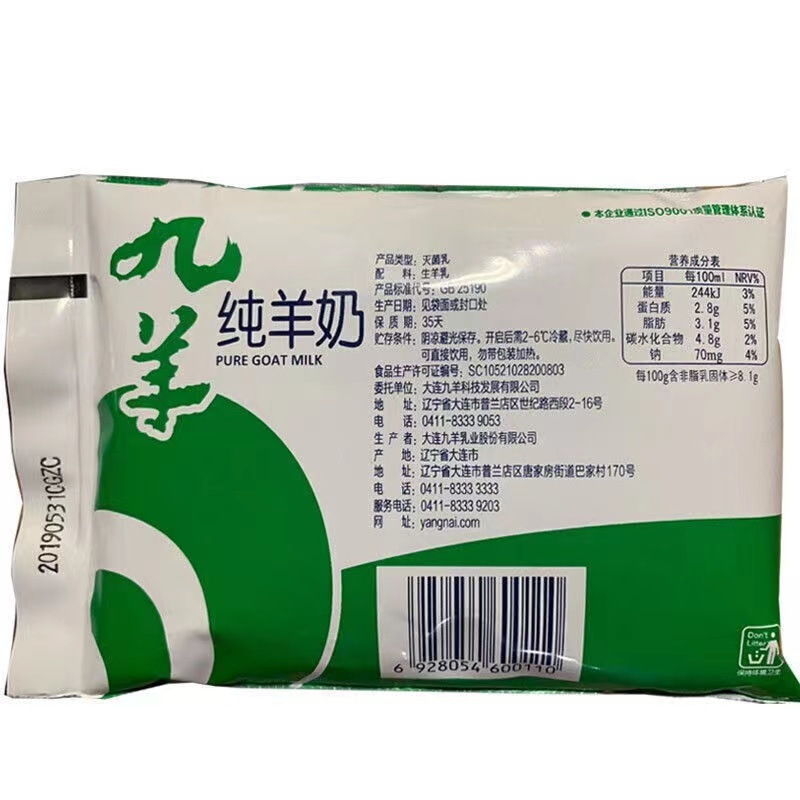 ● 本企业通过ISO9001质量管理体系认证
九羊
纯羊奶
PURE GOAT MILK
产品类型：灭菌乳
配 料：生羊乳
产品标准代号：GB 25190
生产日期：见袋面或封口处
保 质 期：35天
贮存条件：阴凉避光保存。开启后需2-6℃冷藏，尽快饮用。
可直接饮用，勿带包装加热。
食品生产许可证编号：SC10521028200803
委托单位：大连九羊科技发展有限公司
地 址：辽宁省大连市普兰店区世纪路西段2-16号
电 话：0411-8333 9053
生 产 者：大连九羊乳业股份有限公司
产 地：辽宁省大连市
地 址：辽宁省大连市普兰店区唐家房街道巴家村170号
电 话：0411-8333 3333
服务电话：0411-8333 9203
网 址：yangnai.com
营养成分表
项目 每100ml NRV%
能量 244kJ 3%
蛋白质 2.8g 5%
脂肪 3.1g 5%
碳水化合物 4.8g 2%
钠 70mg 4%
每100g含非脂乳固体≥8.1g
20190531CGZC
6 928054 600110
Don't
Litter
保持环境卫生